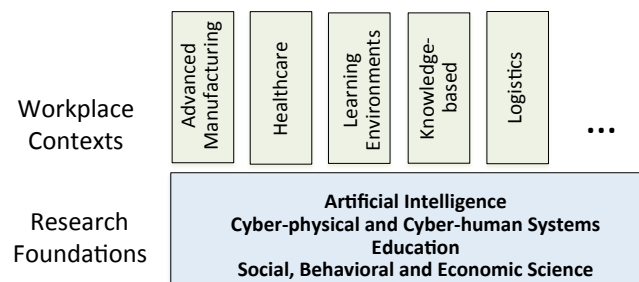 Workplace
Contexts
Advanced
Manufacturing
Healthcare
Learning
Environments
Knowledge-
based
Logistics
...
Research
Foundations
Artificial Intelligence
Cyber-physical and Cyber-human Systems
Education
Social, Behavioral and Economic Science